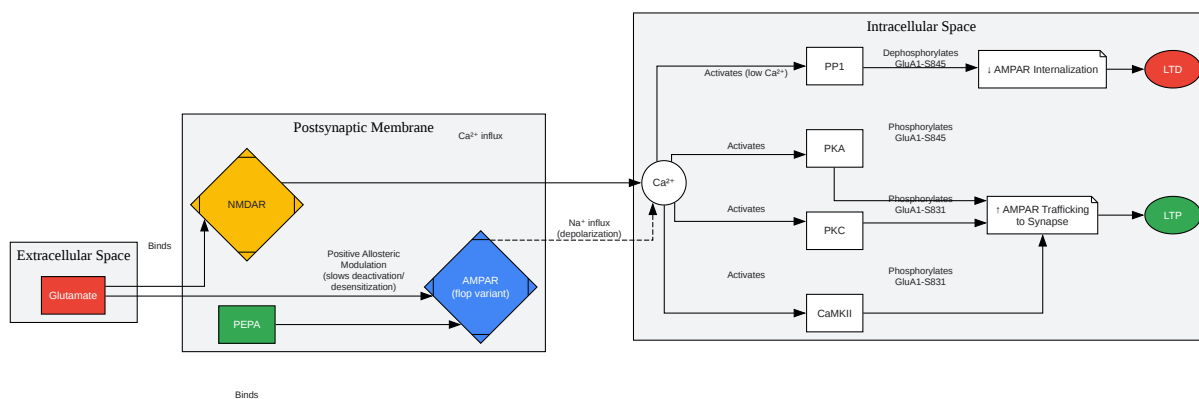 Intracellular Space
PP1
Activates (low Ca²⁺)
Dephosphorylates
GluA1-S845
↓ AMPAR Internalization
LTD
Postsynaptic Membrane
Ca²⁺ influx
Phosphorylates
GluA1-S845
PKA
Activates
NMDAR
Ca²⁺
Phosphorylates
GluA1-S831
↑ AMPAR Trafficking
to Synapse
LTP
Activates
PKC
Na⁺ influx
(depolarization)
Binds
Extracellular Space
Glutamate
Positive Allosteric
Modulation
(slows deactivation/
desensitization)
AMPAR
(flop variant)
Activates
Phosphorylates
GluA1-S831
CaMKII
PEPA
Binds